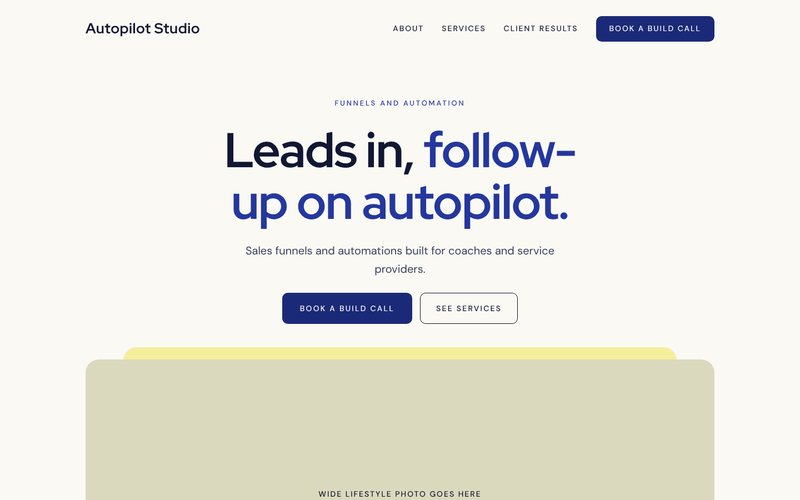 Autopilot Studio
ABOUT
SERVICES
CLIENT RESULTS
BOOK A BUILD CALL
FUNNELS AND AUTOMATION
Leads in, follow-
up on autopilot.
Sales funnels and automations built for coaches and service
providers.
BOOK A BUILD CALL
SEE SERVICES
WIDE LIFESTYLE PHOTO GOES HERE